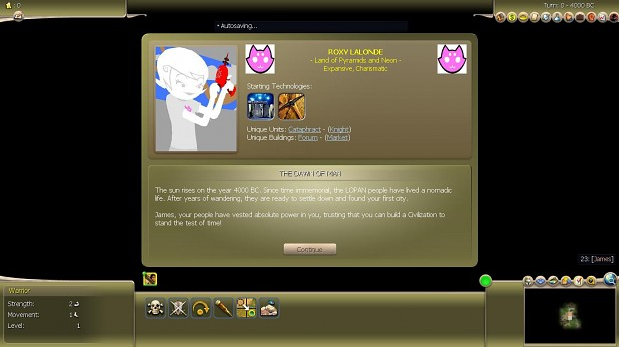 : 0
Turn: 0 - 4000 BC
• Autosaving...
ROXY LALONDE
- Land of Pyramids and Neon -
Expansive, Charismatic
Starting Technologies:
Unique Units: Cataphract - (Knight)
Unique Buildings: Forum - (Market)
THE DAWN OF MAN
The sun rises on the year 4000 BC. Since time immemorial, the LOPAN people have lived a nomadic
life. After years of wandering, they are ready to settle down and found your first city.
James, your people have vested absolute power in you, trusting that you can build a Civilization to
stand the test of time!
Continue
23: [James]
Warrior
Strength: 2
Movement: 1
Level: 1